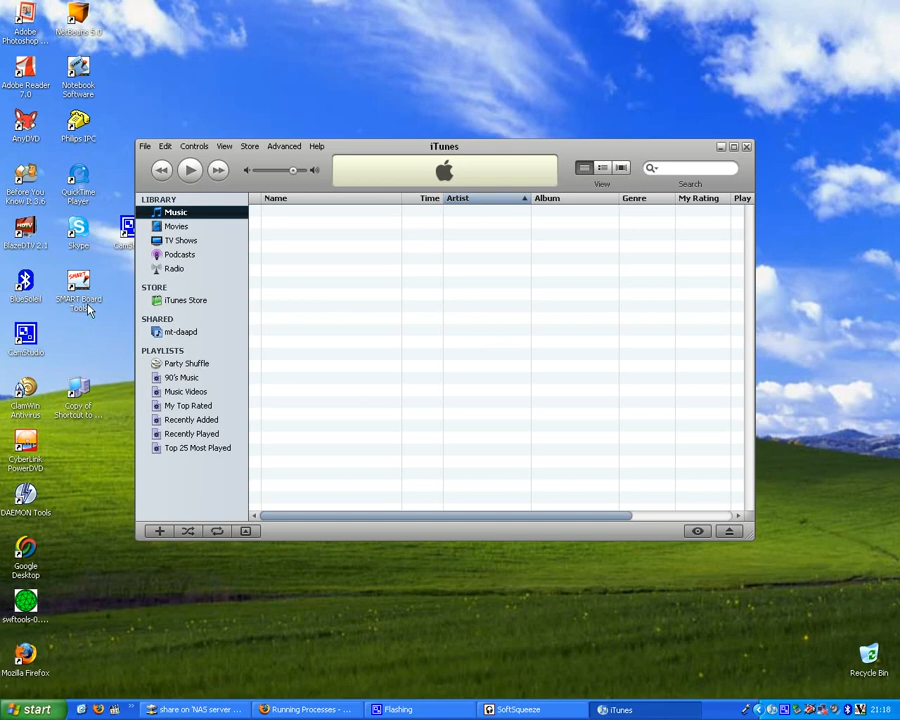 Adobe
Photoshop ...
NetBeans 5.0
Adobe Reader
7.0
Notebook
Software
AnyDVD
Philips IPC
Before You
Know It 3.6
QuickTime
Player
BlazeDTV 2.1
Skype
BlueSoleil
SMART Board
CamStudio
ClamWin
Antivirus
Copy of
Shortcut to ...
CyberLink
PowerDVD
DAEMON Tools
Google
Desktop
swftools-0....
Mozilla Firefox
Recycle Bin
iTunes
File Edit Controls View Store Advanced Help
View
Search
Name Time Artist Album Genre My Rating Play
LIBRARY
Music
Movies
TV Shows
Podcasts
Radio
STORE
iTunes Store
SHARED
mt-daapd
PLAYLISTS
Party Shuffle
90's Music
Music Videos
My Top Rated
Recently Added
Recently Played
Top 25 Most Played
start
share on 'NAS server ...
Running Processes - ...
Flashing
SoftSqueeze
iTunes
21:18